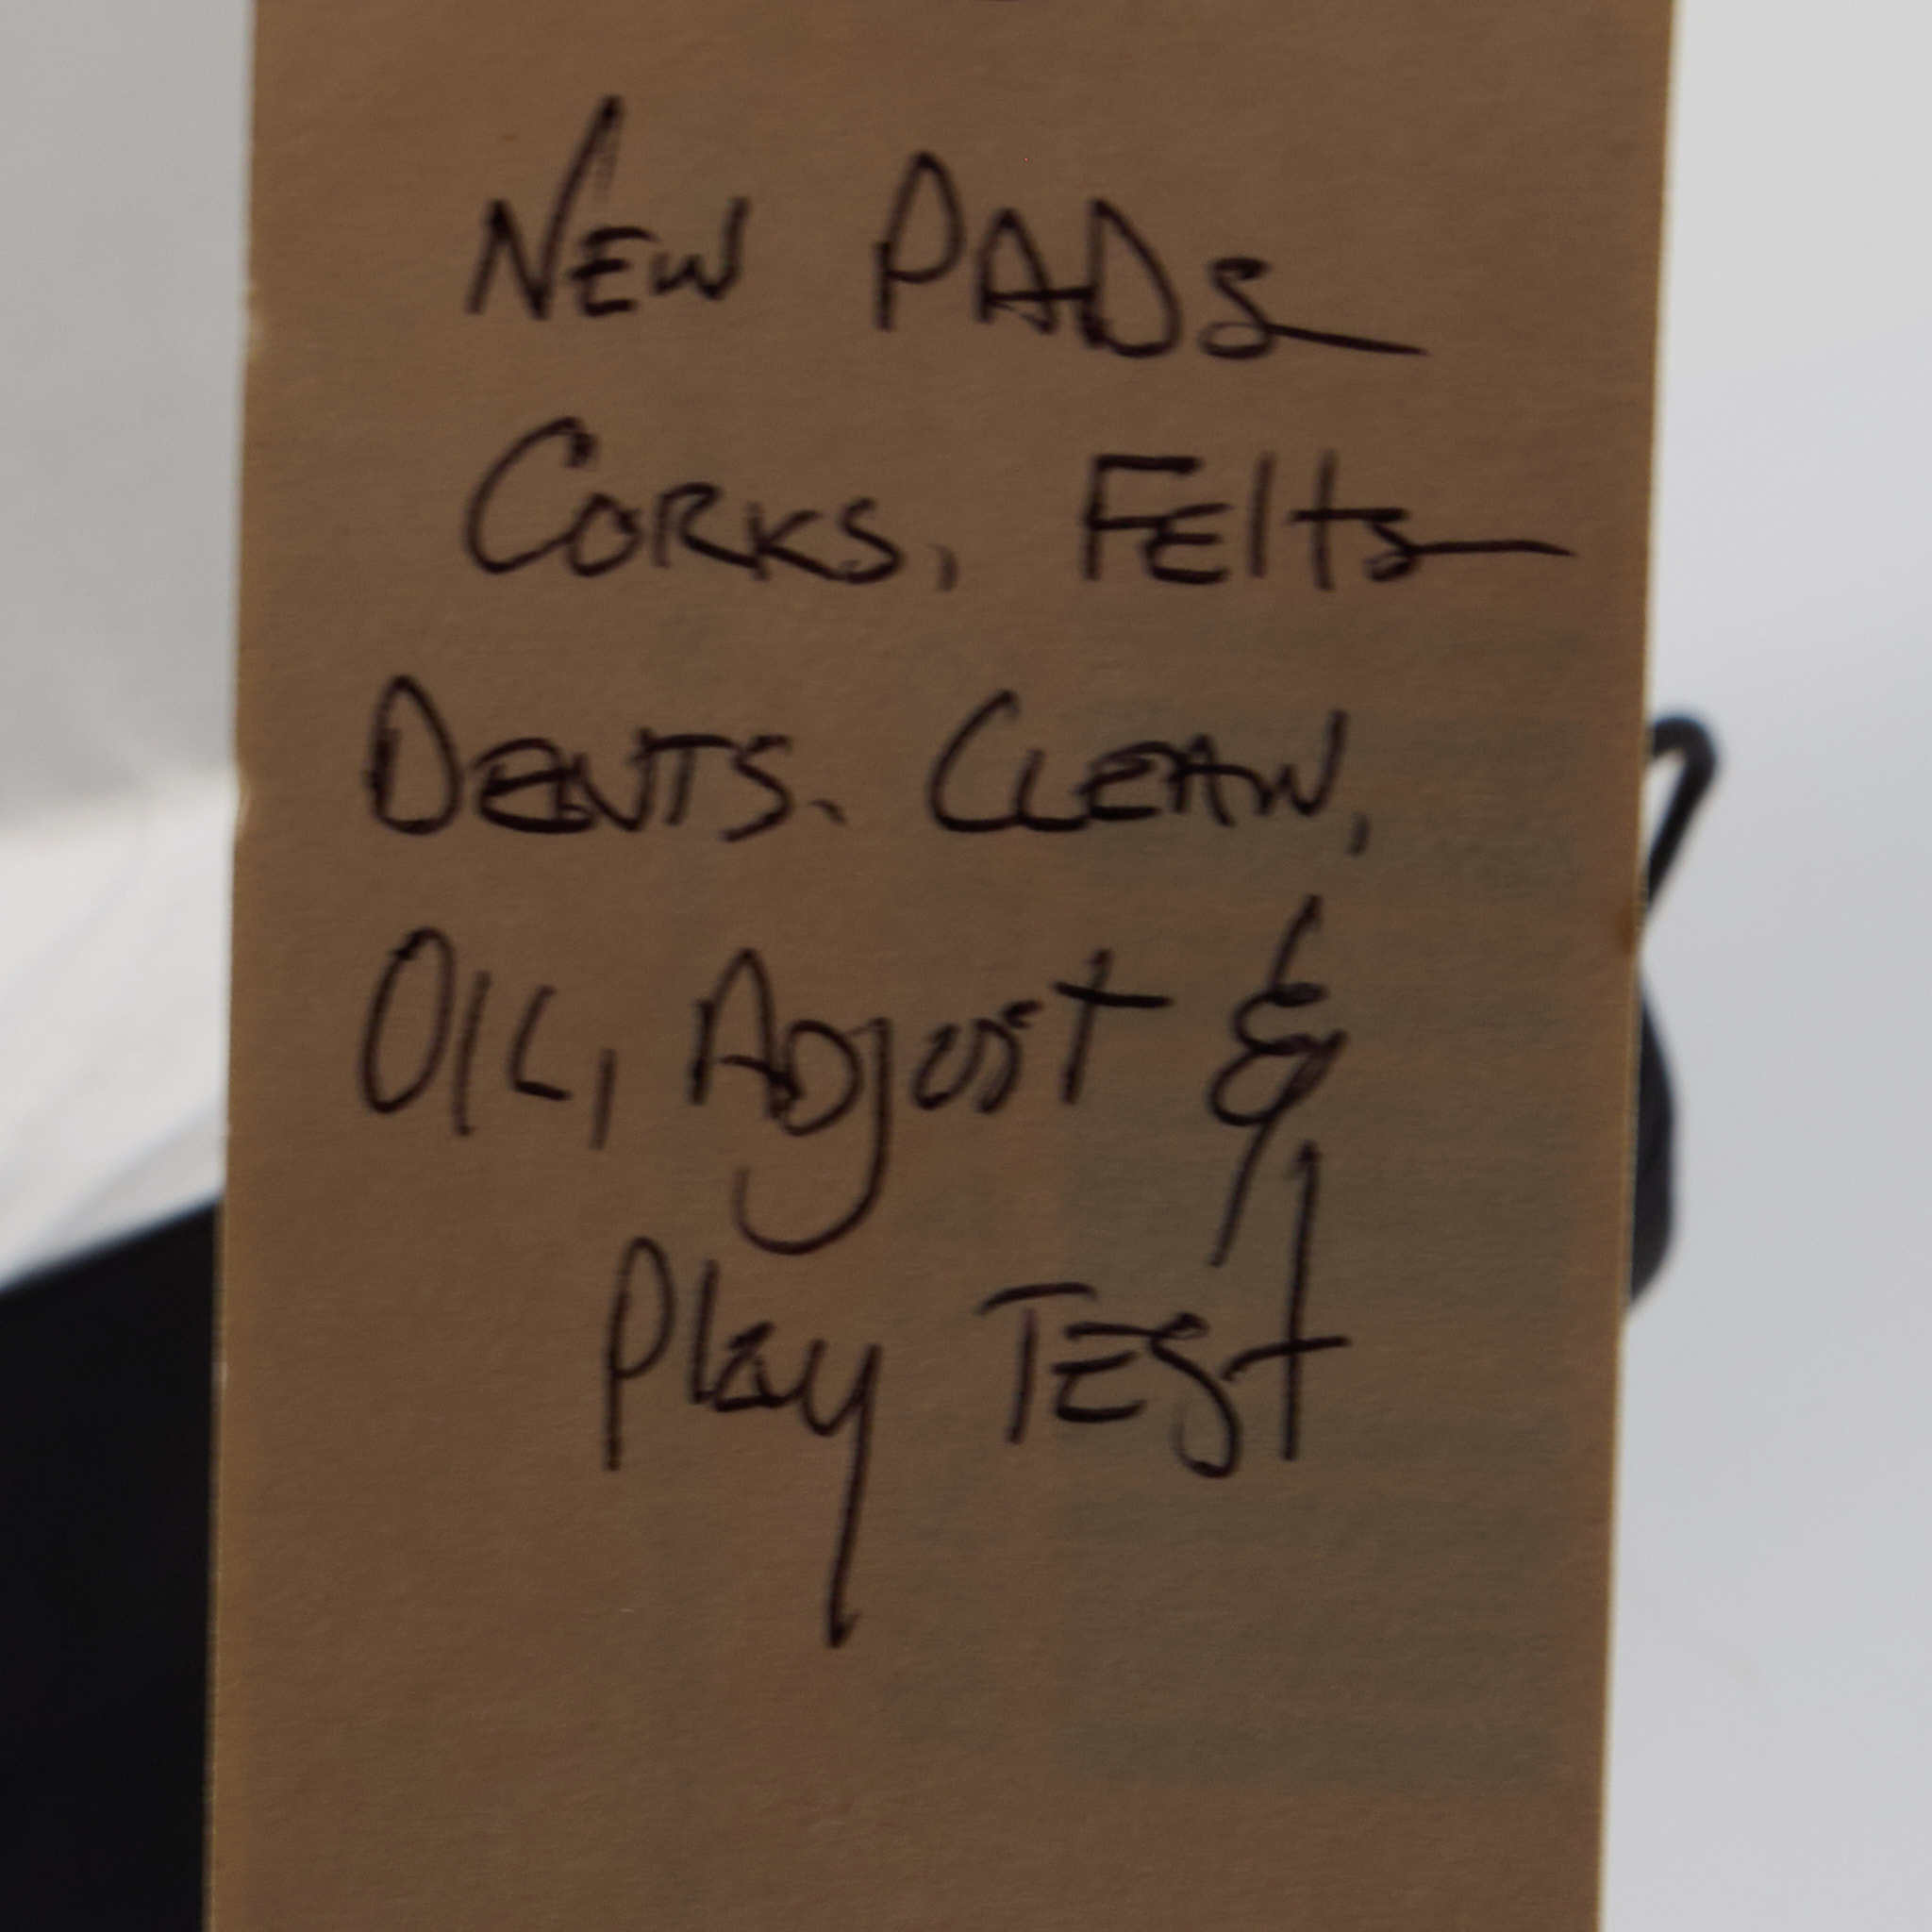 New PADs
Corks, Felts
Dents. Clean,
Oil, Adjust &
Play Test